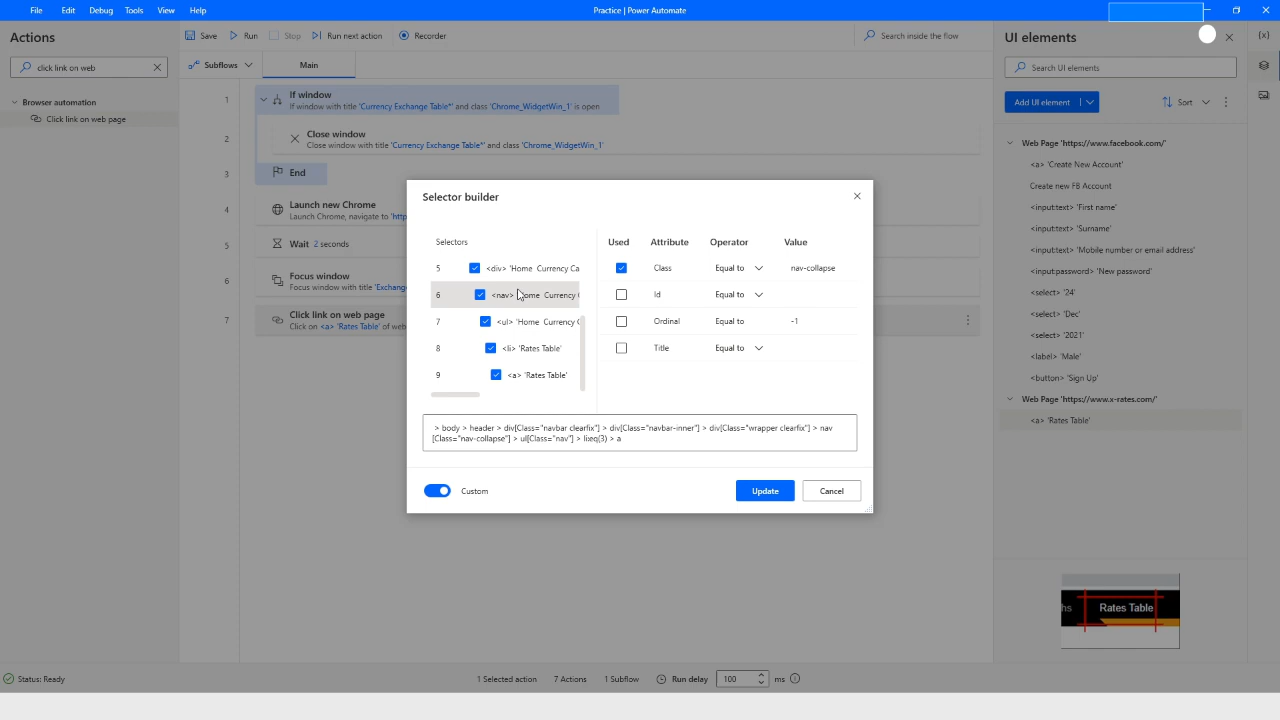 File Edit Debug Tools View Help
Practice | Power Automate
Actions
click link on web
Browser automation
Click link on web page
Save Run Stop Run next action Recorder
Search inside the flow
Subflows Main
1 If window
If window with title 'Currency Exchange Table*' and class 'Chrome_WidgetWin_1' is open
2 Close window
Close window with title 'Currency Exchange Table*' and class 'Chrome_WidgetWin_1'
3 End
4 Launch new Chrome
Launch Chrome, navigate to
5 Wait 2 seconds
6 Focus window
Focus window with title
7 Click link on web page
Click on <a> 'Rates Table' of web
Selector builder
Selectors
5 <div> 'Home Currency Ca
6 <nav> Home Currency
7 <ul> 'Home Currency
8 <li> 'Rates Table'
9 <a> 'Rates Table'
Used Attribute Operator Value
Class Equal to nav-collapse
Id Equal to
Ordinal Equal to -1
Title Equal to
> body > header > div[Class="navbar clearfix"] > div[Class="navbar-inner"] > div[Class="wrapper clearfix"] > nav
[Class="nav-collapse"] > ul[Class="nav"] > li:eq(3) > a
Custom
Update
Cancel
UI elements
{x}
Search UI elements
Add UI element
Sort
Web Page 'https://www.facebook.com/'
<a> 'Create New Account'
Create new FB Account
<input:text> 'First name'
<input:text> 'Surname'
<input:text> 'Mobile number or email address'
<input:password> 'New password'
<select> '24'
<select> 'Dec'
<select> '2021'
<label> 'Male'
<button> 'Sign Up'
Web Page 'https://www.x-rates.com/'
<a> 'Rates Table'
hs Rates Table
Status: Ready
1 Selected action
7 Actions
1 Subflow
Run delay 100 ms